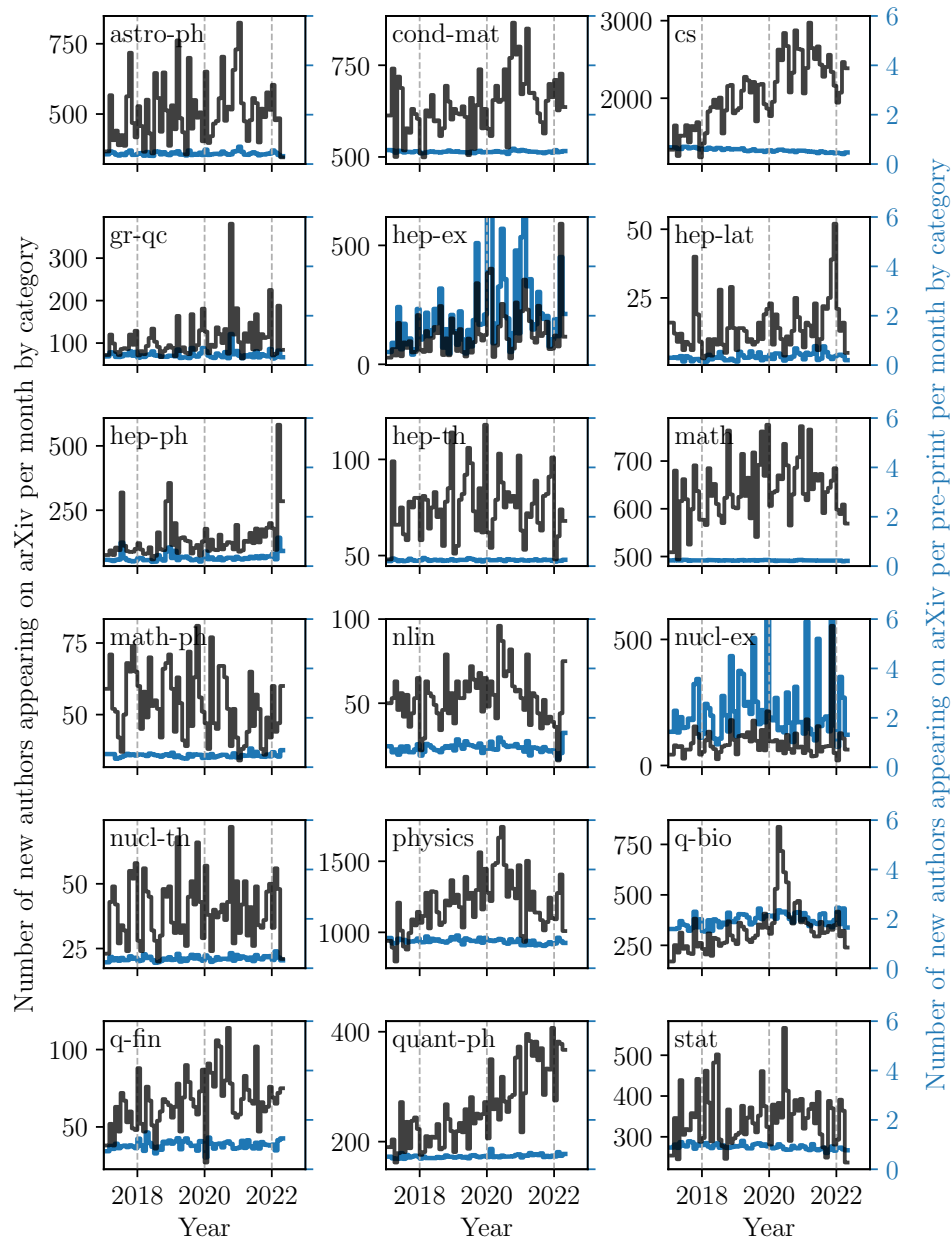 Number of new authors appearing on arXiv per month by category
Number of new authors appearing on arXiv per pre-print per month by category
astro-ph
750
500
cond-mat
750
500
cs
3000
2000
6
4
2
0
gr-qc
300
200
100
hep-ex
500
0
hep-lat
50
25
6
4
2
0
hep-ph
500
250
hep-th
100
50
math
700
600
500
6
4
2
0
math-ph
75
50
nlin
100
50
nucl-ex
500
0
6
4
2
0
nucl-th
50
25
physics
1500
1000
q-bio
750
500
250
6
4
2
0
q-fin
100
50
quant-ph
400
200
stat
500
400
300
6
4
2
0
2018 2020 2022
2018 2020 2022
2018 2020 2022
Year
Year
Year